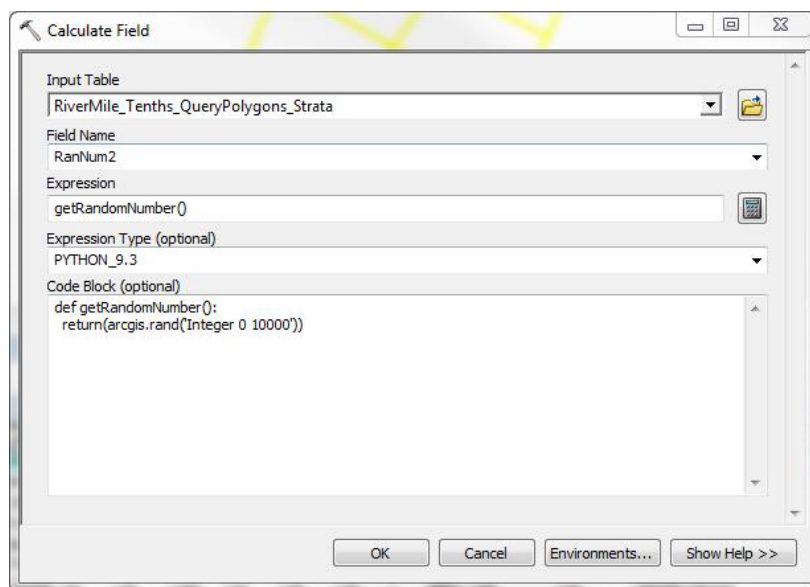 Calculate Field
Input Table
RiverMile_Tenths_QueryPolygons_Strata
Field Name
RanNum2
Expression
getRandomNumber()
Expression Type (optional)
PYTHON_9.3
Code Block (optional)
def getRandomNumber():
  return(arcgis.rand('Integer 0 10000'))
OK Cancel Environments... Show Help >>